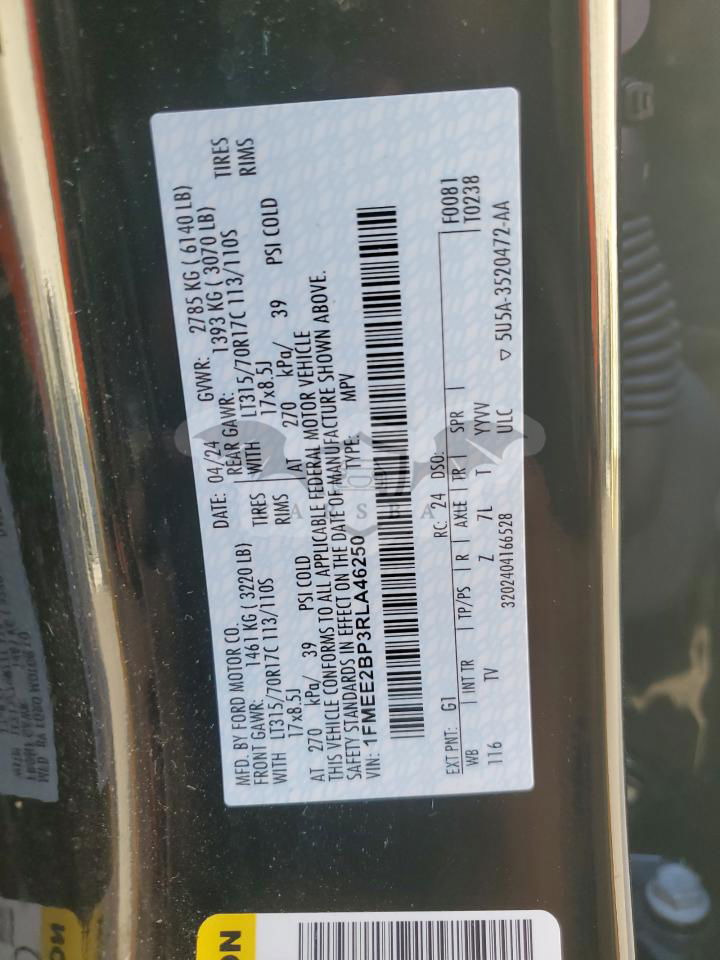 MFD. BY FORD MOTOR CO.
DATE: 04/24
GVWR: 2785 KG ( 6140 LB)
FRONT GAWR: 1461 KG ( 3220 LB)
REAR GAWR: 1393 KG ( 3070 LB)
WITH LT315/70R17C 113/110S TIRES
WITH LT315/70R17C 113/110S TIRES
17x8.5J RIMS
17x8.5J RIMS
AT 270 kPa/ 39 PSI COLD
AT 270 kPa/ 39 PSI COLD
THIS VEHICLE CONFORMS TO ALL APPLICABLE FEDERAL MOTOR VEHICLE
SAFETY STANDARDS IN EFFECT ON THE DATE OF MANUFACTURE SHOWN ABOVE.
VIN: 1FMEE2BP3RLA46250 TYPE: MPV
EXT PNT: G1 RC: 24 DSO: F0081
WB INT TR TP/PS R AXLE TR SPR T0238
116 TV Z 7L T YYVV
3202404166528 ULC ▽ 5U5A-3520472-AA